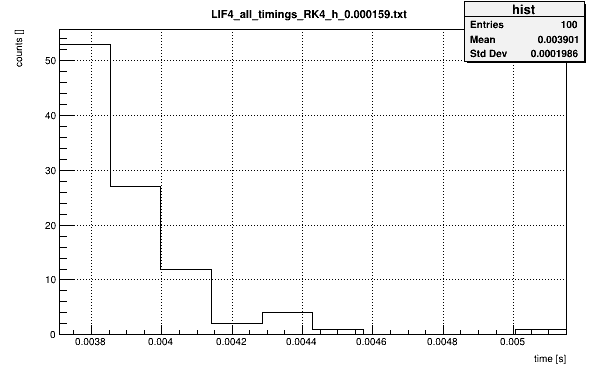 LIF4_all_timings_RK4_h_0.000159.txt
hist
Entries 100
Mean 0.003901
Std Dev 0.0001986
counts []
50
40
30
20
10
0
0.0038 0.004 0.0042 0.0044 0.0046 0.0048 0.005
time [s]